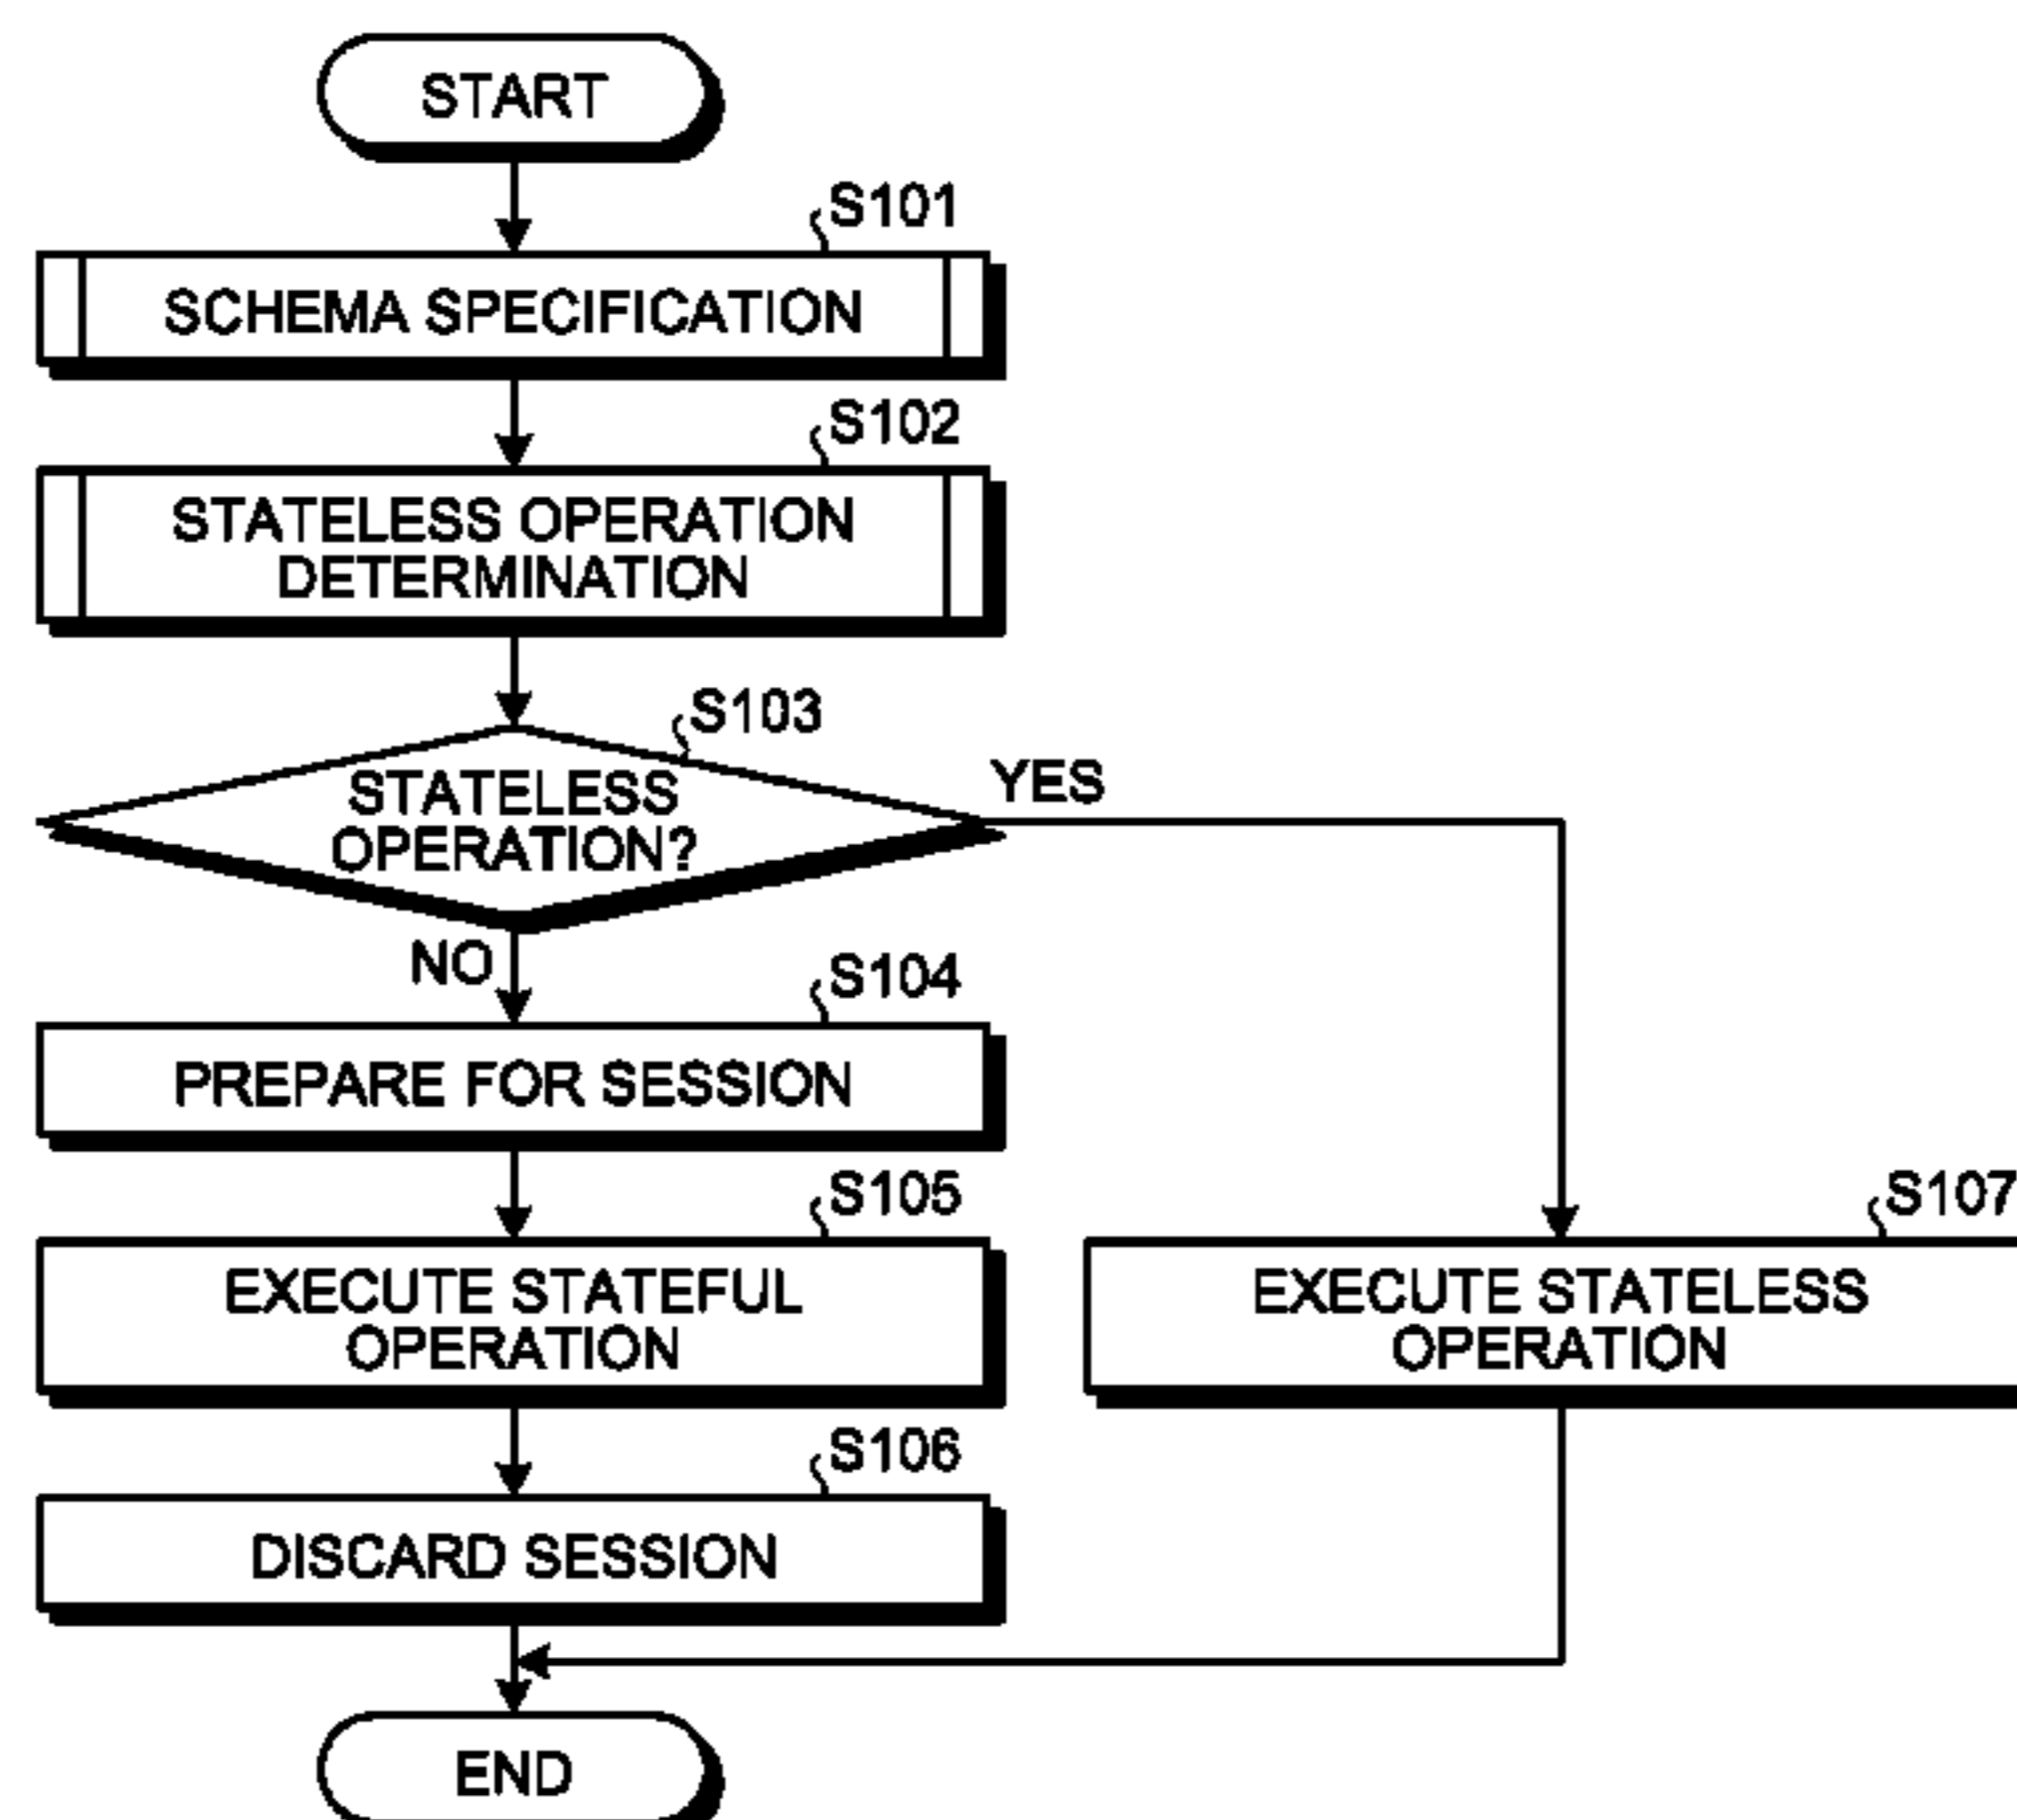 START
S101
SCHEMA SPECIFICATION
S102
STATELESS OPERATION
DETERMINATION
S103
STATELESS
OPERATION?
YES
NO
S104
PREPARE FOR SESSION
S105
EXECUTE STATEFUL
OPERATION
S107
EXECUTE STATELESS
OPERATION
S106
DISCARD SESSION
END